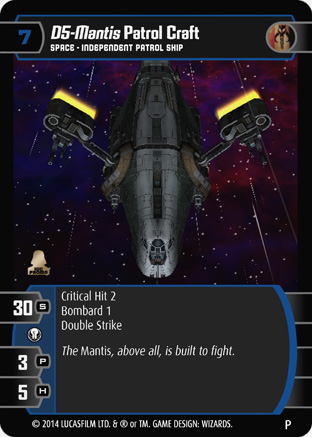 7
D5-Mantis Patrol Craft
SPACE - INDEPENDENT PATROL SHIP
30 S
Critical Hit 2
Bombard 1
Double Strike
The Mantis, above all, is built to fight.
3 P
5 H
© 2014 LUCASFILM LTD. & ® or TM. GAME DESIGN: WIZARDS.
P